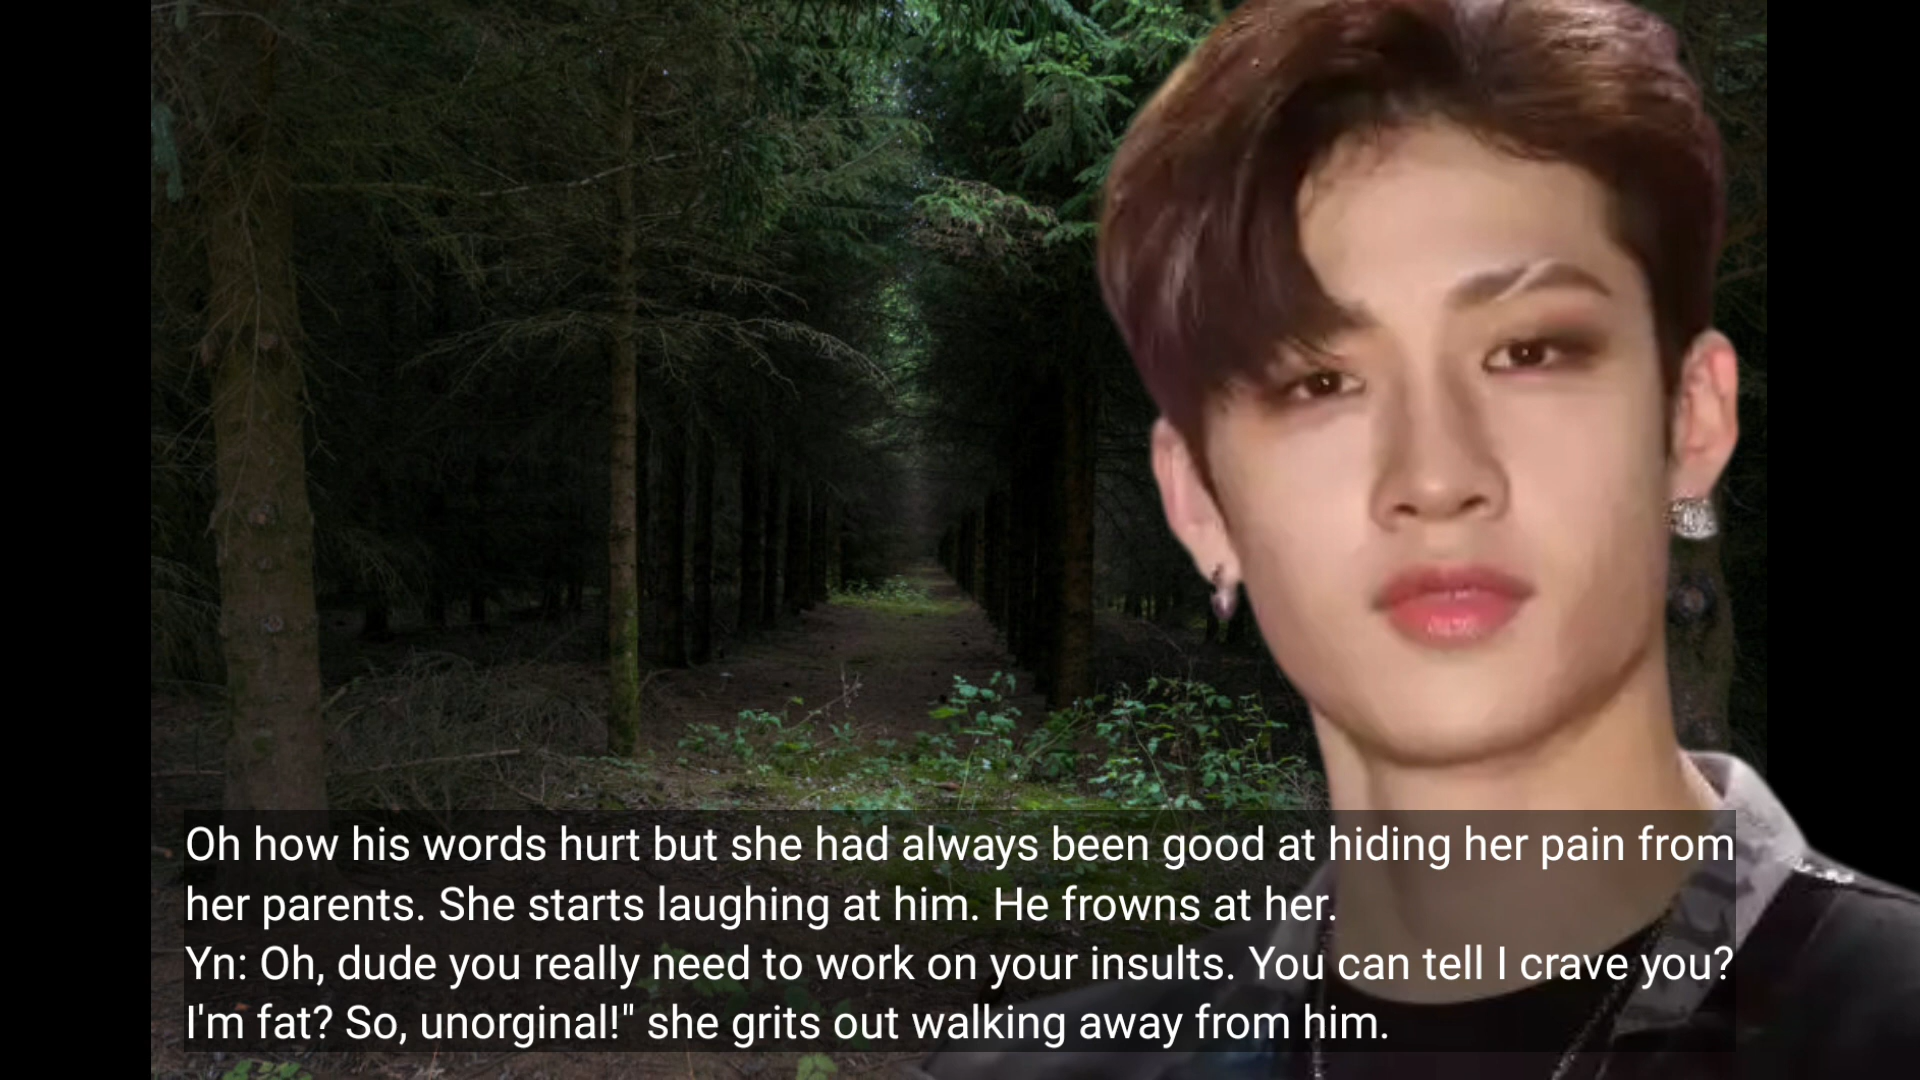 Oh how his words hurt but she had always been good at hiding her pain from
her parents. She starts laughing at him. He frowns at her.
Yn: Oh, dude you really need to work on your insults. You can tell I crave you?
I'm fat? So, unorginal!" she grits out walking away from him.